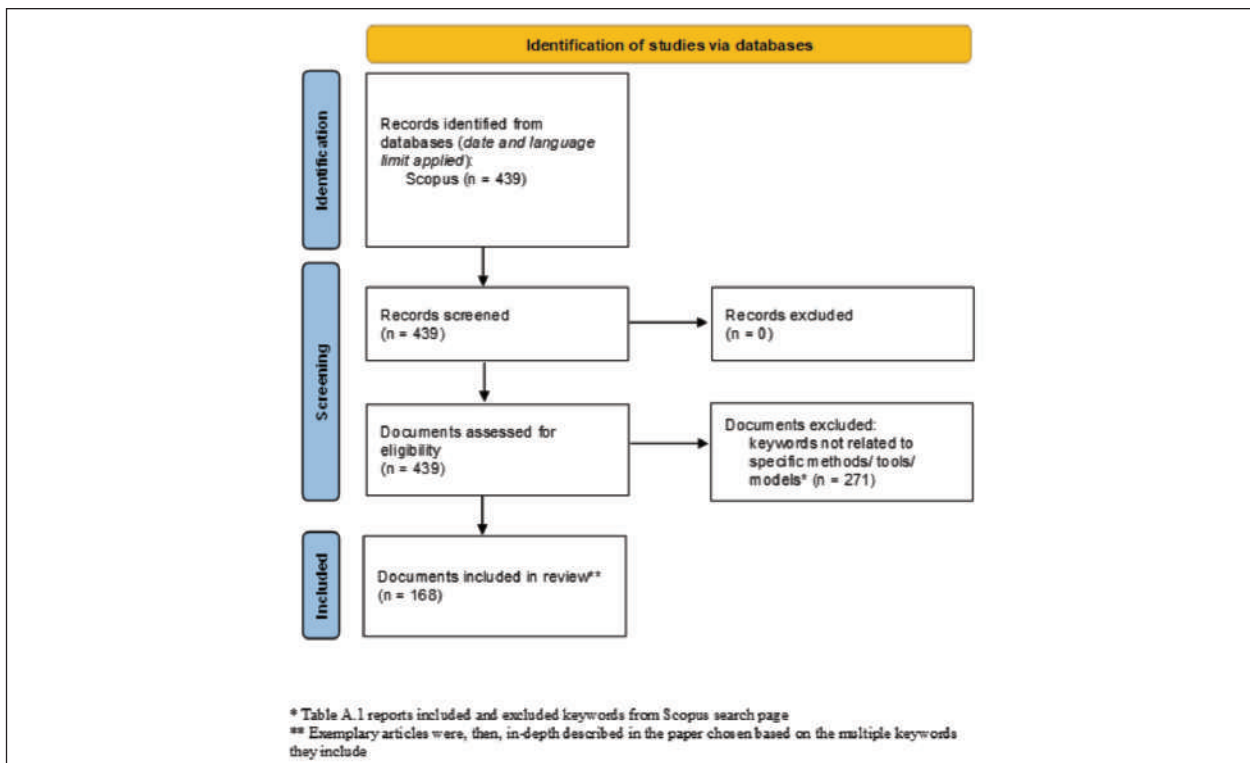 Identification of studies via databases
Identification
Records identified from
databases (date and language
limit applied):
Scopus (n = 439)
Screening
Records screened
(n = 439)
Records excluded
(n = 0)
Documents assessed for
eligibility
(n = 439)
Documents excluded:
keywords not related to
specific methods/ tools/
models* (n = 271)
Included
Documents included in review**
(n = 168)
* Table A.1 reports included and excluded keywords from Scopus search page
** Exemplary articles were, then, in-depth described in the paper chosen based on the multiple keywords
they include